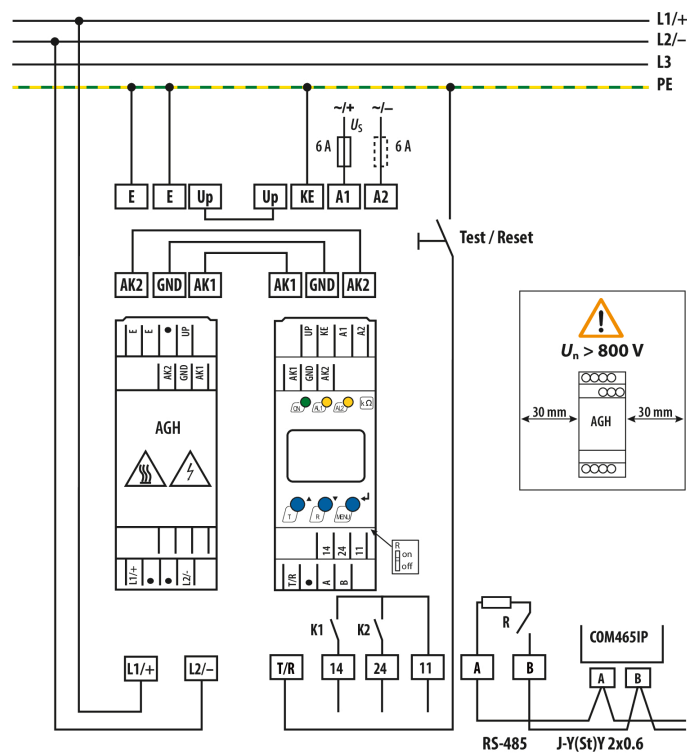 L1/+
L2/−
L3
PE
~/+ ~/−
Us
6 A 6 A
E E Up Up KE A1 A2
Test / Reset
AK2 GND AK1 AK1 GND AK2
E E UP UP KE A1 A2
AK2 GND AK1 AK1 GND AK2
ON AL1 AL2 kΩ
AGH
T R MENU
14 24 11
R
on
off
L1/+ L2/- T/R A B
Un > 800 V
30 mm AGH 30 mm
K1 K2
R
COM465IP
L1/+ L2/− T/R 14 24 11 A B A B
RS-485 J-Y(St)Y 2x0.6